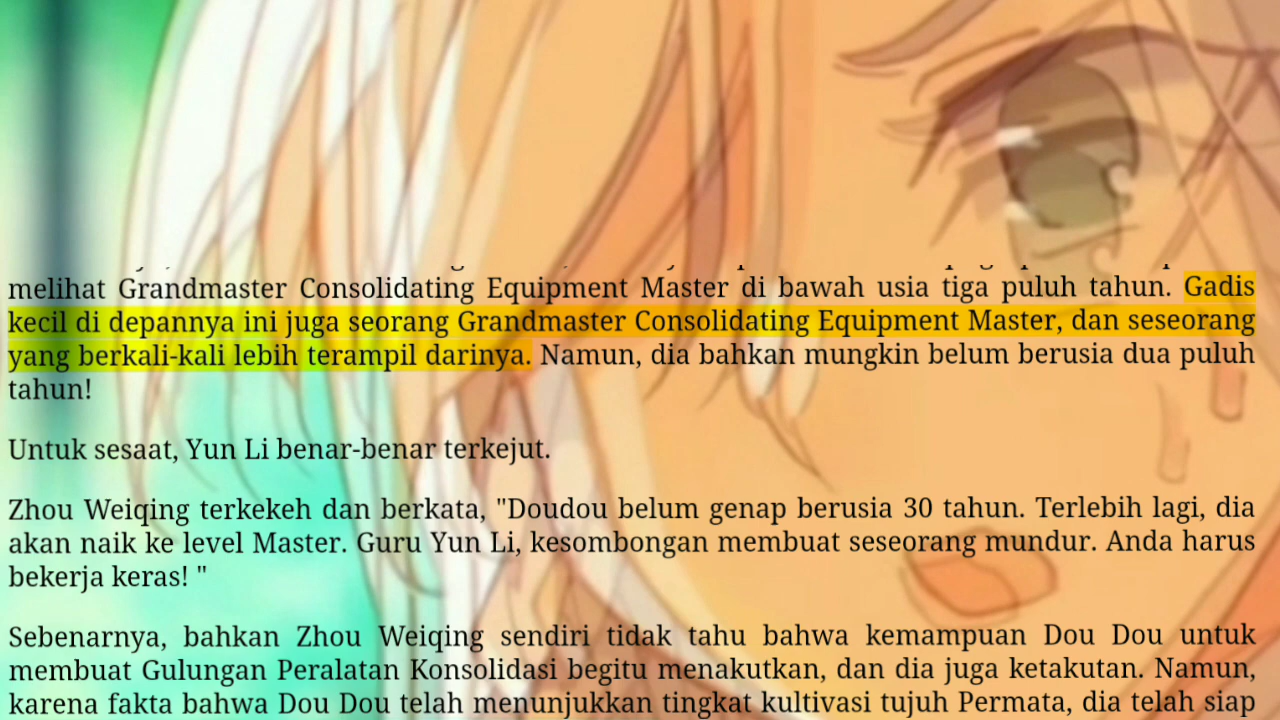 melihat Grandmaster Consolidating Equipment Master di bawah usia tiga puluh tahun. Gadis
kecil di depannya ini juga seorang Grandmaster Consolidating Equipment Master, dan seseorang
yang berkali-kali lebih terampil darinya. Namun, dia bahkan mungkin belum berusia dua puluh
tahun!
Untuk sesaat, Yun Li benar-benar terkejut.
Zhou Weiqing terkekeh dan berkata, "Doudou belum genap berusia 30 tahun. Terlebih lagi, dia
akan naik ke level Master. Guru Yun Li, kesombongan membuat seseorang mundur. Anda harus
bekerja keras! "
Sebenarnya, bahkan Zhou Weiqing sendiri tidak tahu bahwa kemampuan Dou Dou untuk
membuat Gulungan Peralatan Konsolidasi begitu menakutkan, dan dia juga ketakutan. Namun,
karena fakta bahwa Dou Dou telah menunjukkan tingkat kultivasi tujuh Permata, dia telah siap